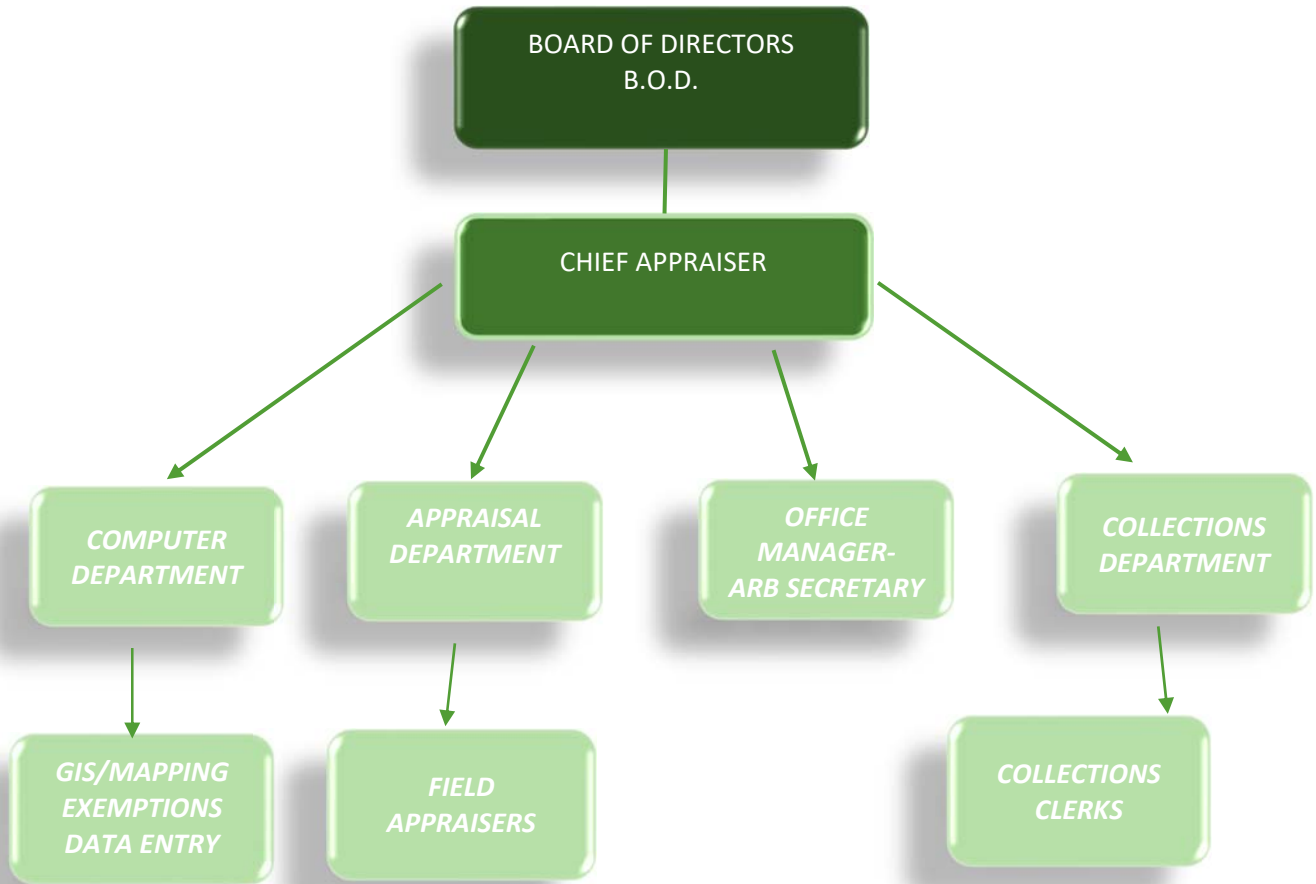 BOARD OF DIRECTORS
B.O.D.
CHIEF APPRAISER
COMPUTER
DEPARTMENT
APPRAISAL
DEPARTMENT
OFFICE
MANAGER-
ARB SECRETARY
COLLECTIONS
DEPARTMENT
GIS/MAPPING
EXEMPTIONS
DATA ENTRY
FIELD
APPRAISERS
COLLECTIONS
CLERKS